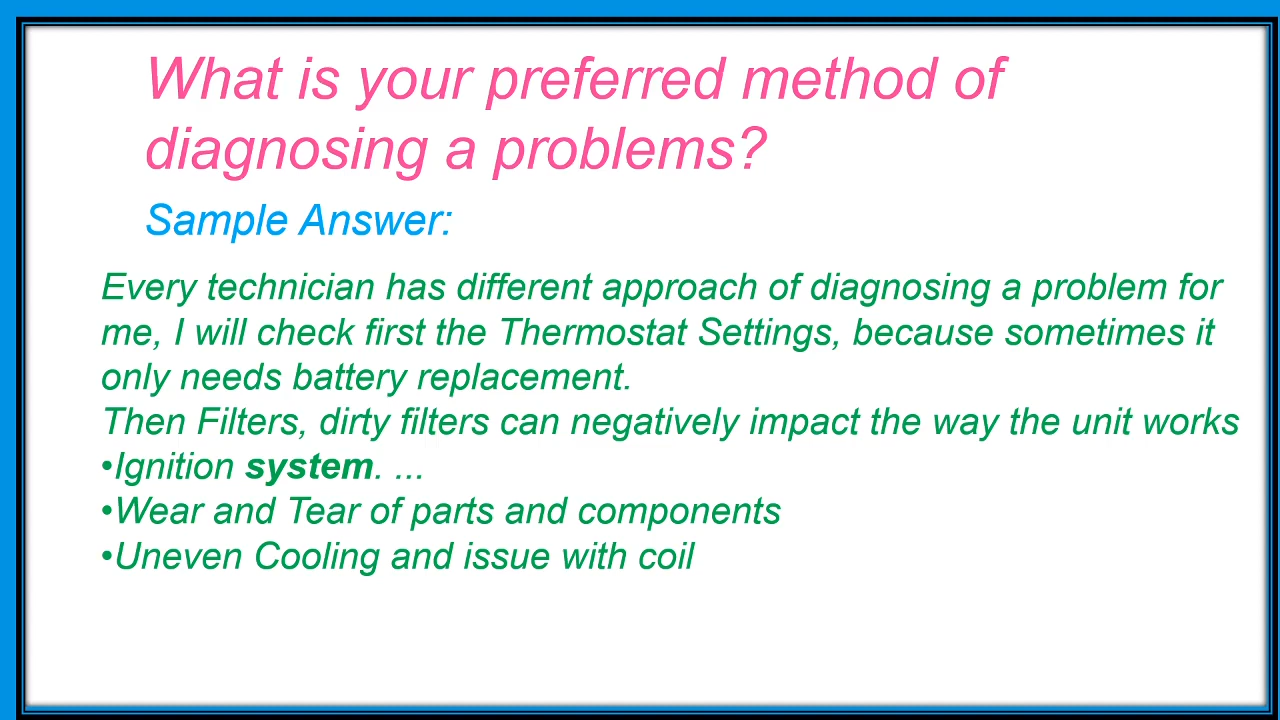 What is your preferred method of
diagnosing a problems?
Sample Answer:
Every technician has different approach of diagnosing a problem for
me, I will check first the Thermostat Settings, because sometimes it
only needs battery replacement.
Then Filters, dirty filters can negatively impact the way the unit works
•Ignition system. ...
•Wear and Tear of parts and components
•Uneven Cooling and issue with coil